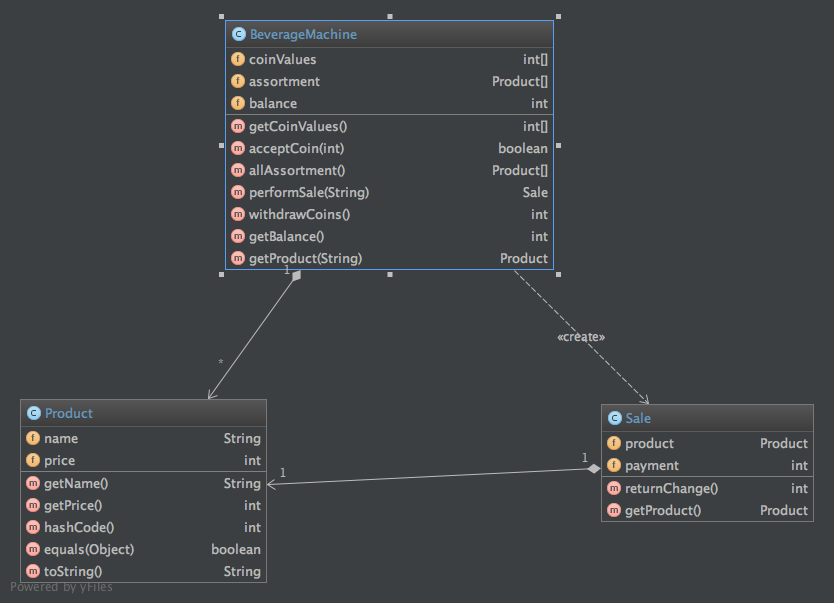 BeverageMachine
coinValues int[]
assortment Product[]
balance int
getCoinValues() int[]
acceptCoin(int) boolean
allAssortment() Product[]
performSale(String) Sale
withdrawCoins() int
getBalance() int
getProduct(String) Product
1
«create»
*
Product
name String
price int
getName() String
getPrice() int
hashCode() int
equals(Object) boolean
toString() String
1
1
Sale
product Product
payment int
returnChange() int
getProduct() Product
Powered by yFiles